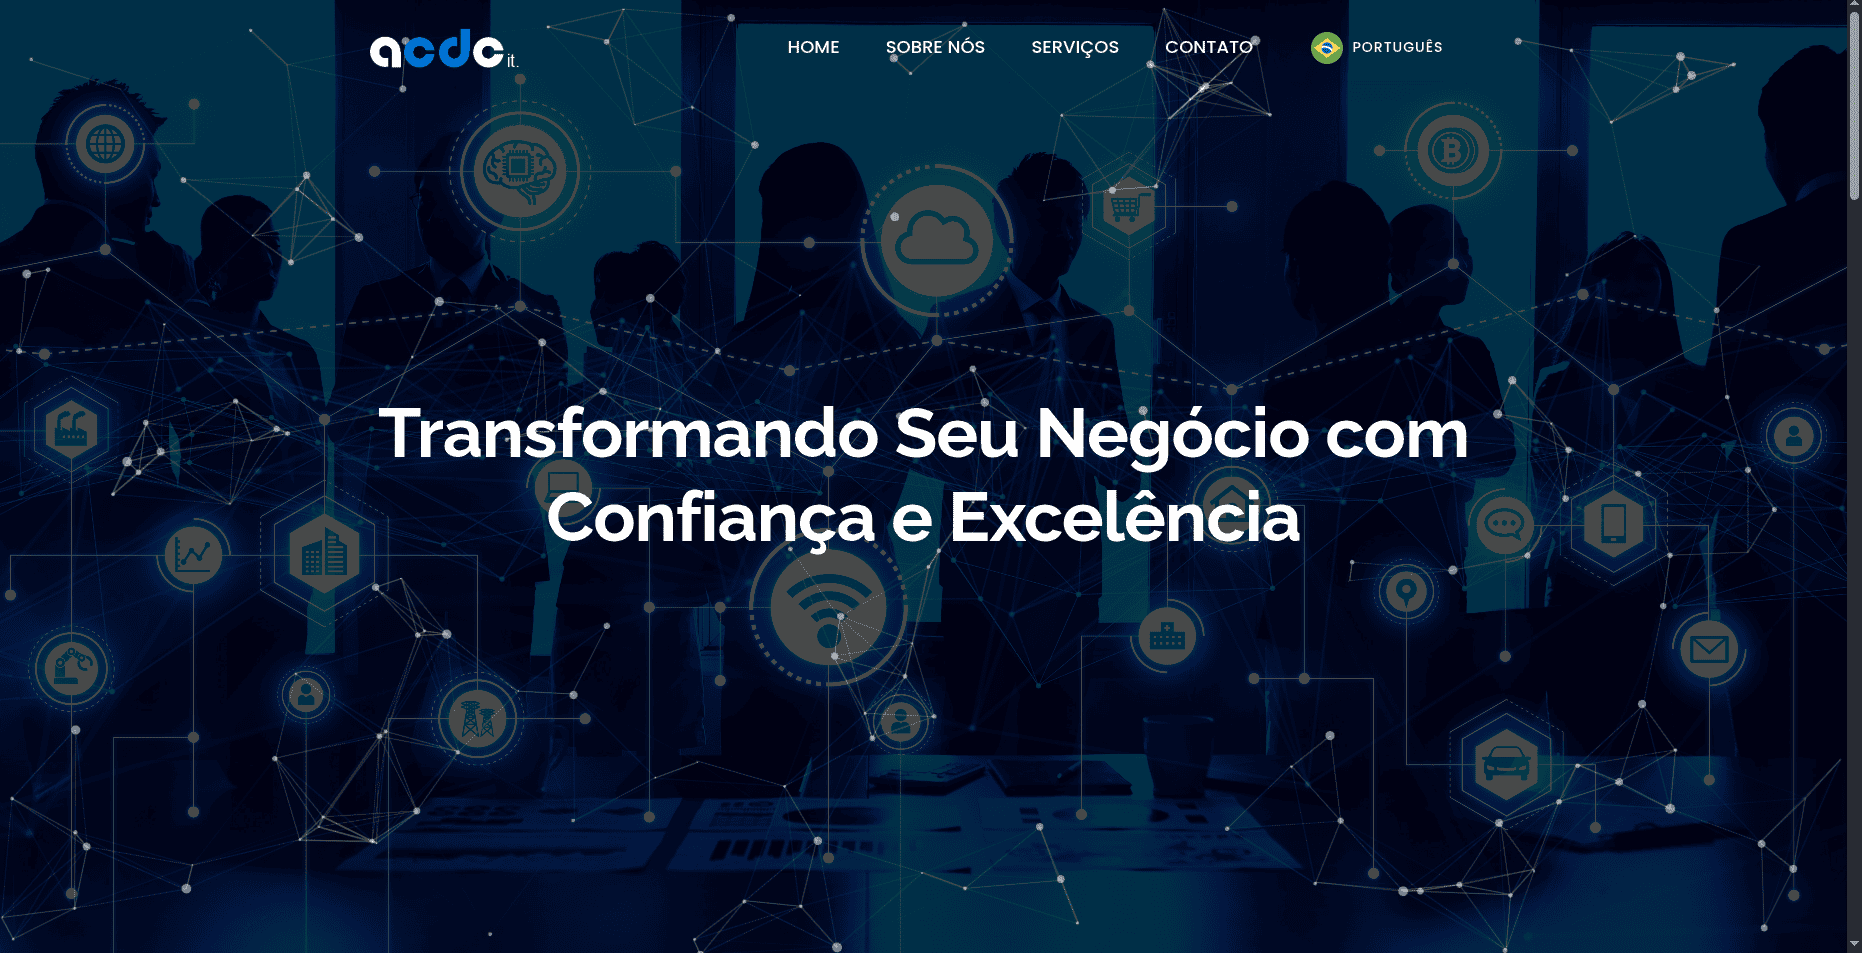 acdc it.
HOME SOBRE NÓS SERVIÇOS CONTATO PORTUGUÊS
Transformando Seu Negócio com
Confiança e Excelência